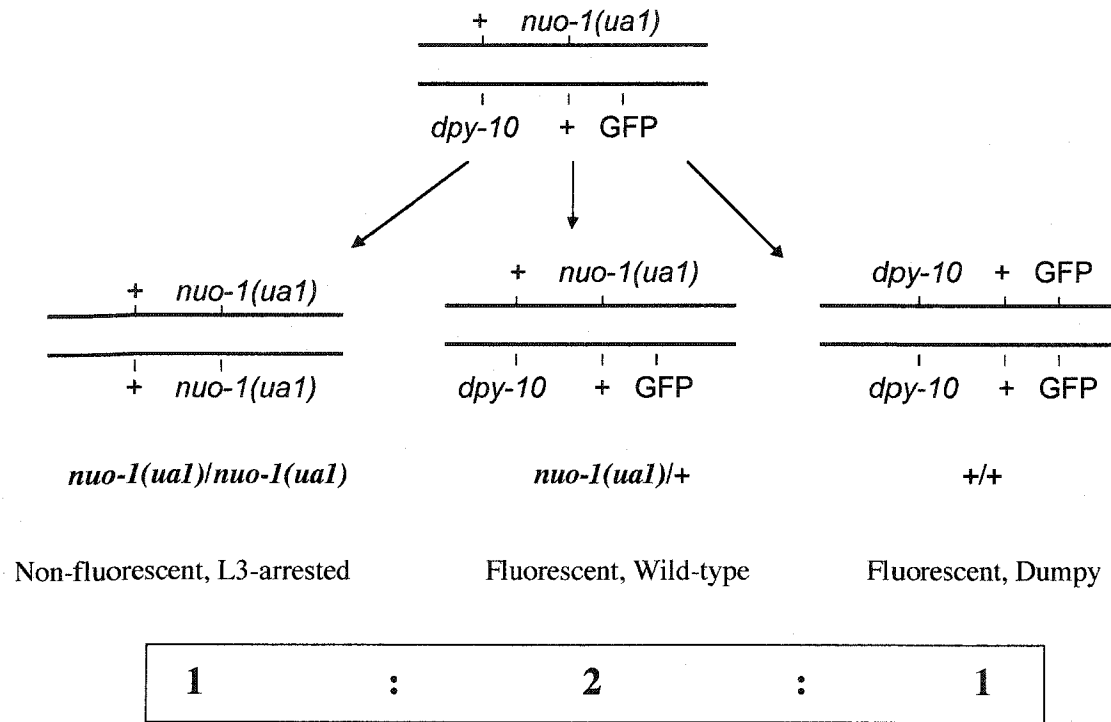 + nuo-1(ua1)
dpy-10 + GFP
+ nuo-1(ua1)
+ nuo-1(ua1)
+ nuo-1(ua1)
dpy-10 + GFP
dpy-10 + GFP
dpy-10 + GFP
nuo-1(ua1)/nuo-1(ua1)
nuo-1(ua1)/+
+/+
Non-fluorescent, L3-arrested
Fluorescent, Wild-type
Fluorescent, Dumpy
1 : 2 : 1